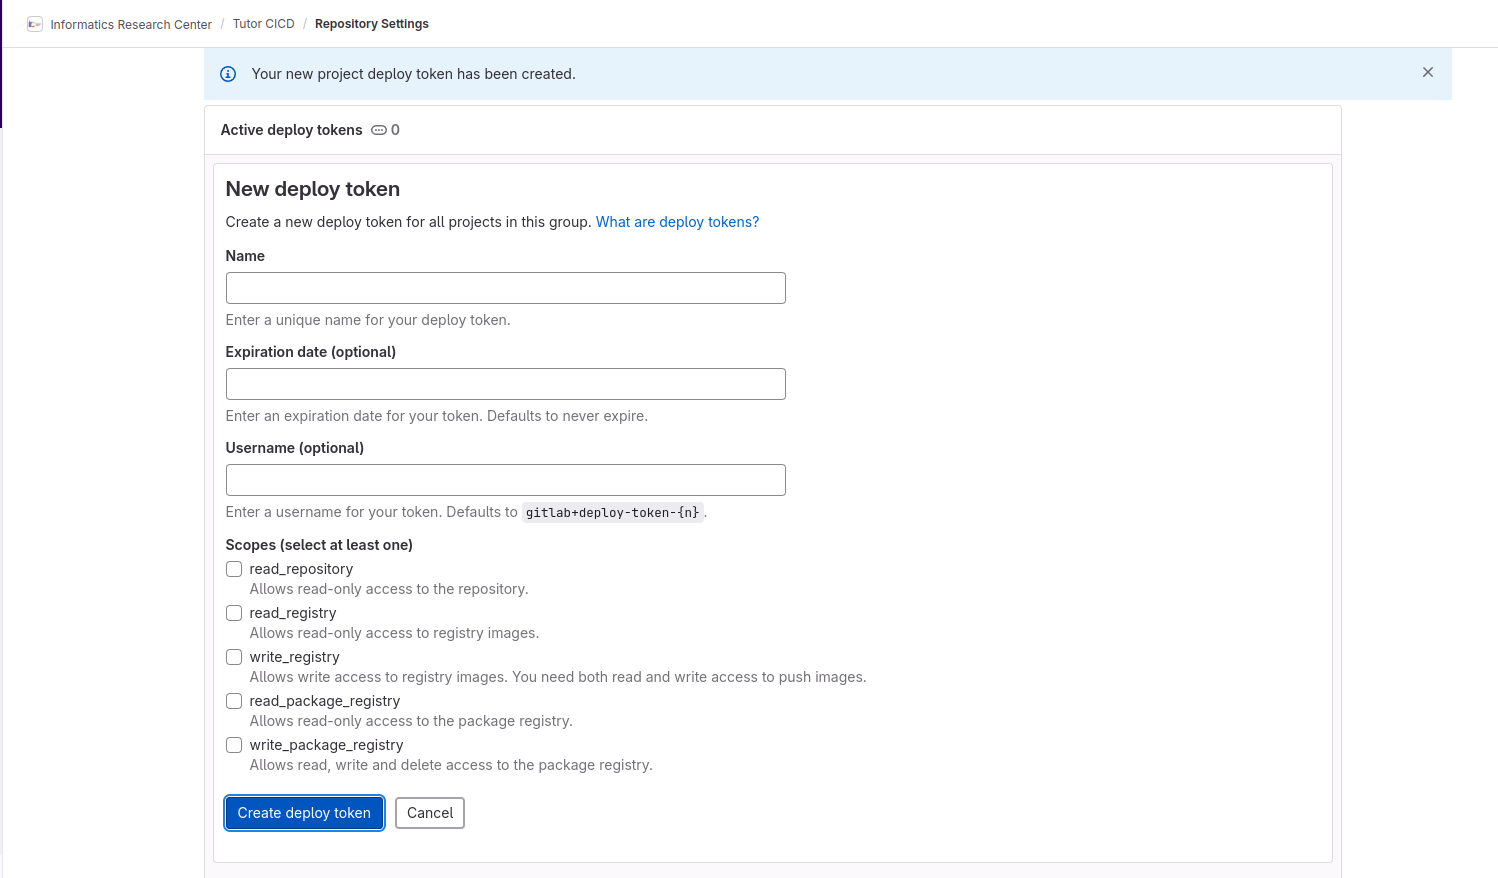 Informatics Research Center / Tutor CICD / Repository Settings
Your new project deploy token has been created.
Active deploy tokens 0
New deploy token
Create a new deploy token for all projects in this group. What are deploy tokens?
Name
Enter a unique name for your deploy token.
Expiration date (optional)
Enter an expiration date for your token. Defaults to never expire.
Username (optional)
Enter a username for your token. Defaults to gitlab+deploy-token-{n}.
Scopes (select at least one)
read_repository
Allows read-only access to the repository.
read_registry
Allows read-only access to registry images.
write_registry
Allows write access to registry images. You need both read and write access to push images.
read_package_registry
Allows read-only access to the package registry.
write_package_registry
Allows read, write and delete access to the package registry.
Create deploy token Cancel